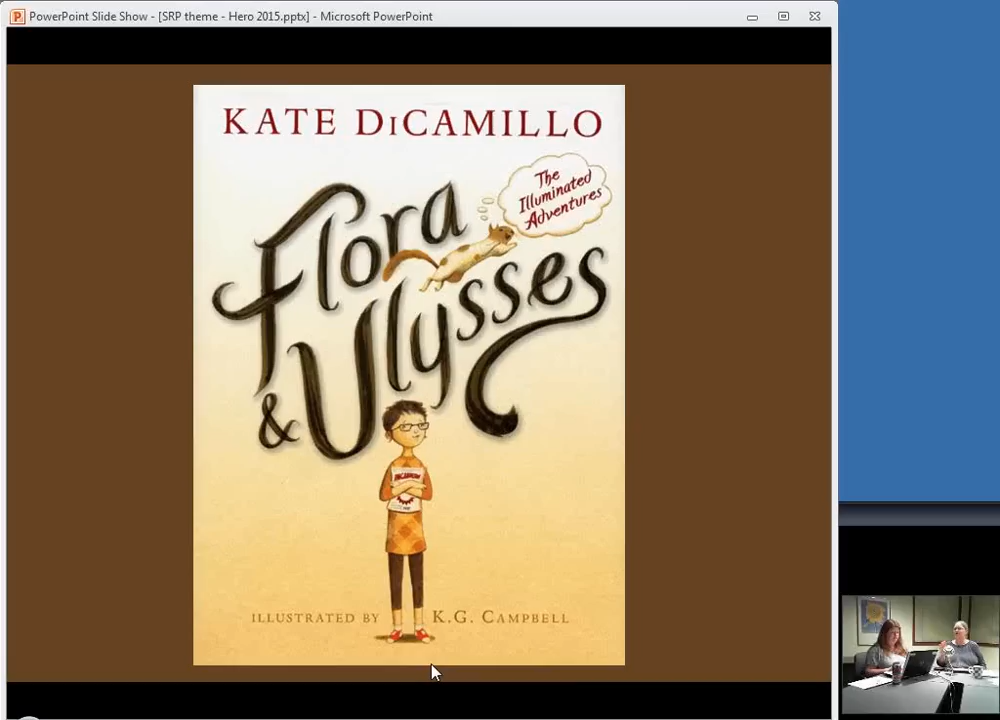 PowerPoint Slide Show - [SRP theme - Hero 2015.pptx] - Microsoft PowerPoint
KATE DiCAMILLO
The
Illuminated
Adventures
Flora
& Ulysses
ILLUSTRATED BY K.G. CAMPBELL